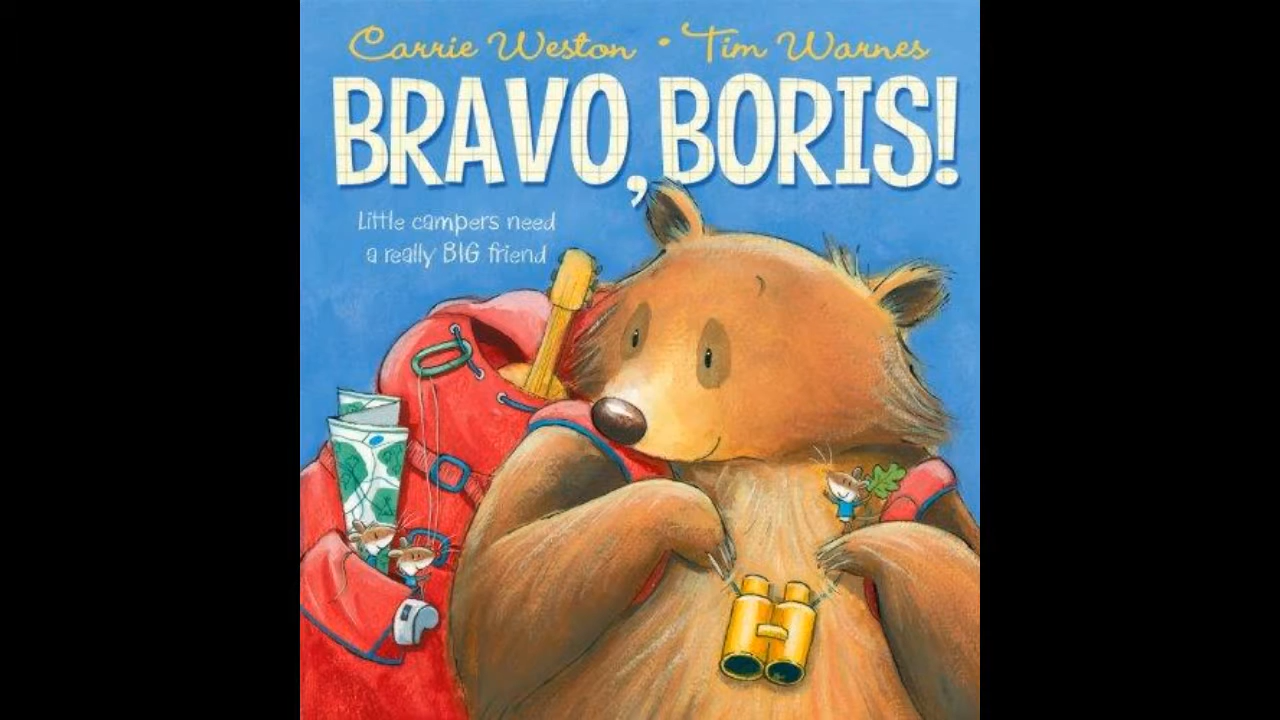 Carrie Weston • Tim Warnes
BRAVO, BORIS!
Little campers need
a really BIG friend